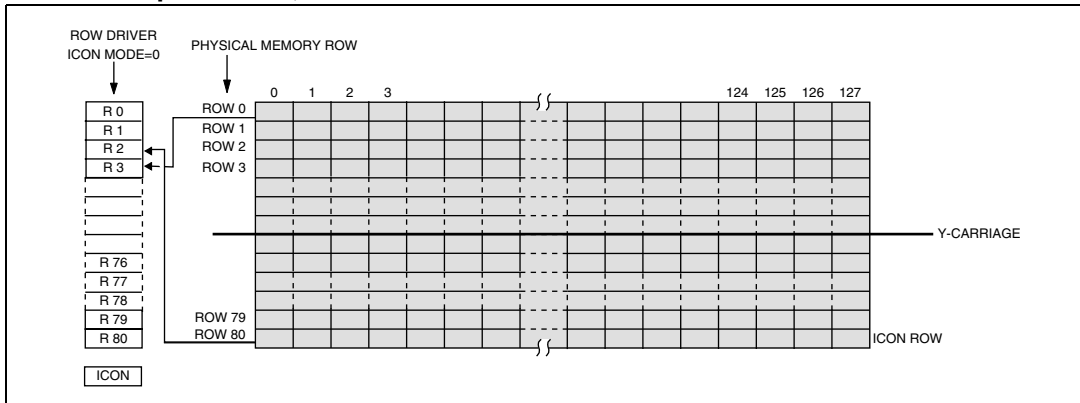 ROW DRIVER
ICON MODE=0
PHYSICAL MEMORY ROW
0 1 2 3 124 125 126 127
R 0 ROW 0
R 1 ROW 1
R 2 ROW 2
R 3 ROW 3
Y-CARRIAGE
R 76
R 77
R 78
R 79 ROW 79
R 80 ROW 80 ICON ROW
ICON